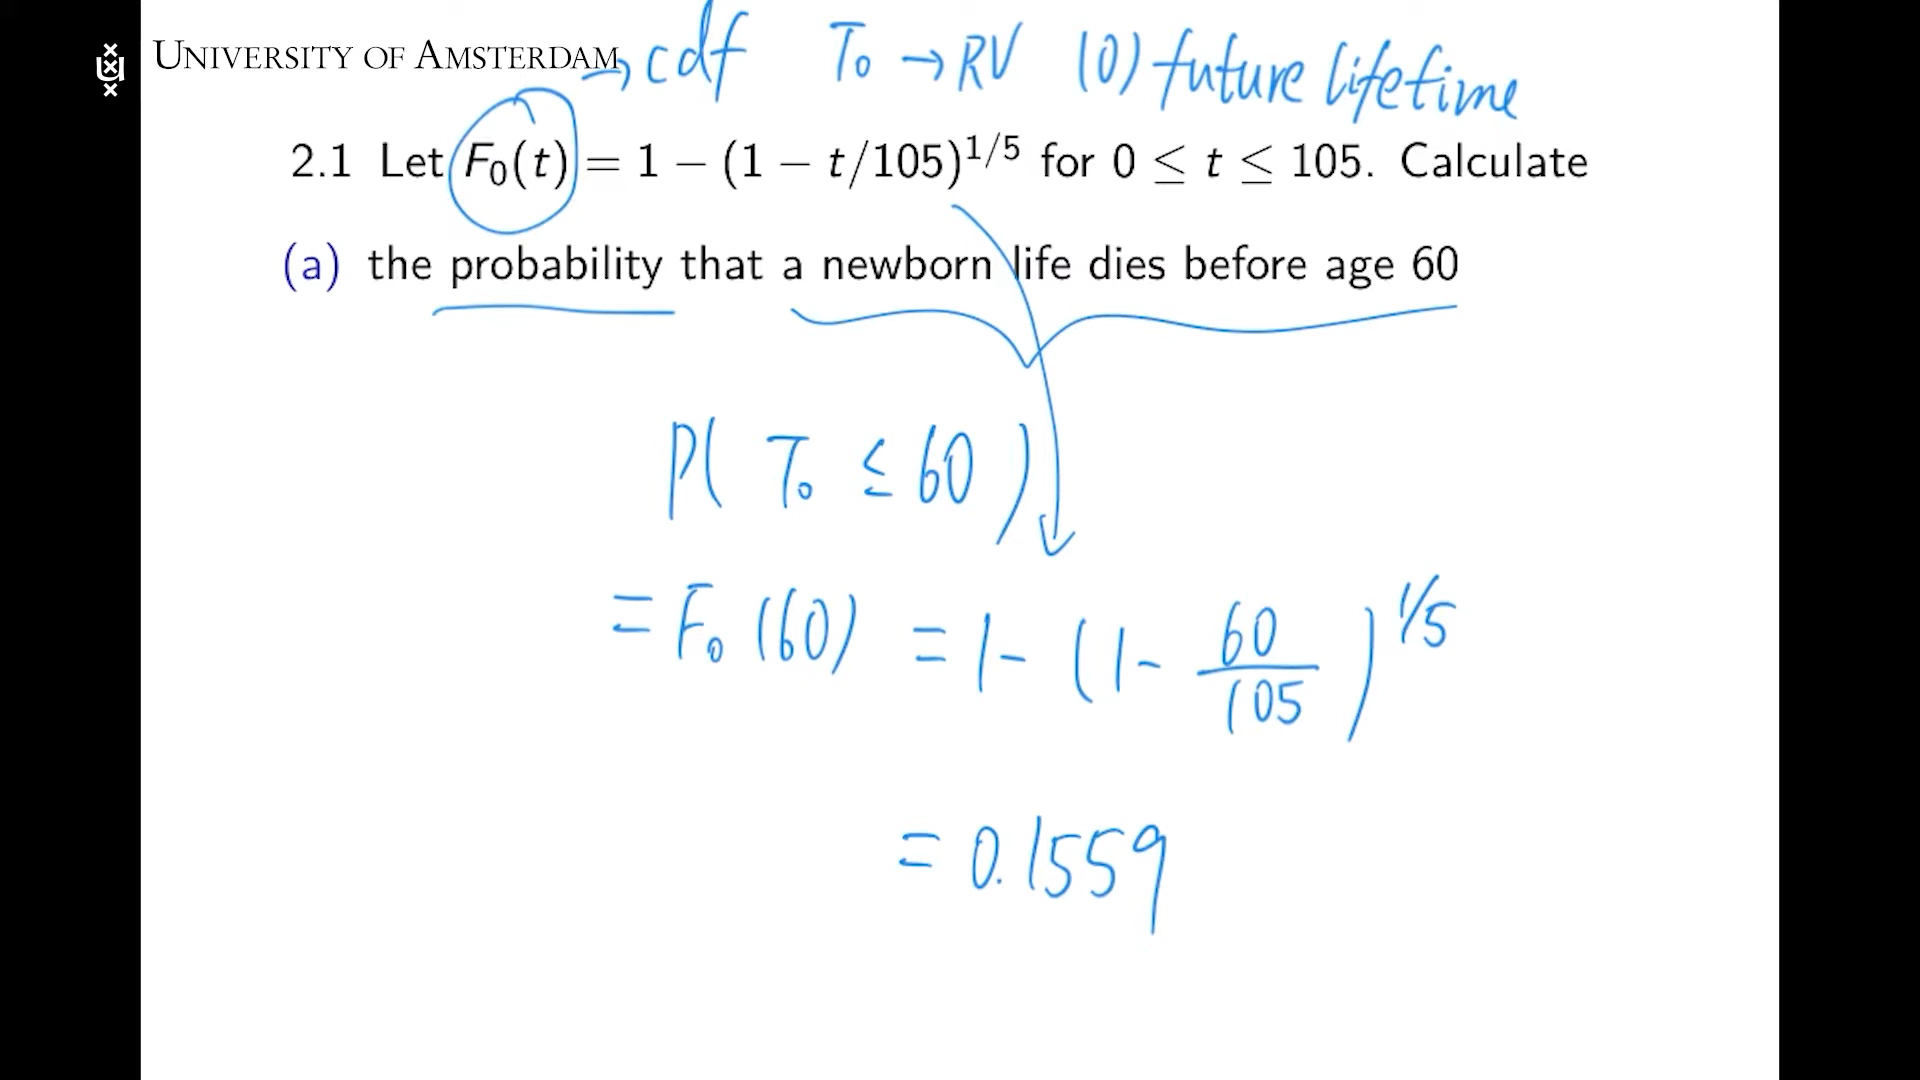 UNIVERSITY OF AMSTERDAM
→ cdf T₀ → RV (0) future lifetime
2.1 Let F₀(t) = 1 − (1 − t/105)^{1/5} for 0 ≤ t ≤ 105. Calculate
(a) the probability that a newborn life dies before age 60
P( T₀ ≤ 60 )
= F₀ (60) = 1 - (1 - 60/105)^{1/5}
= 0.1559